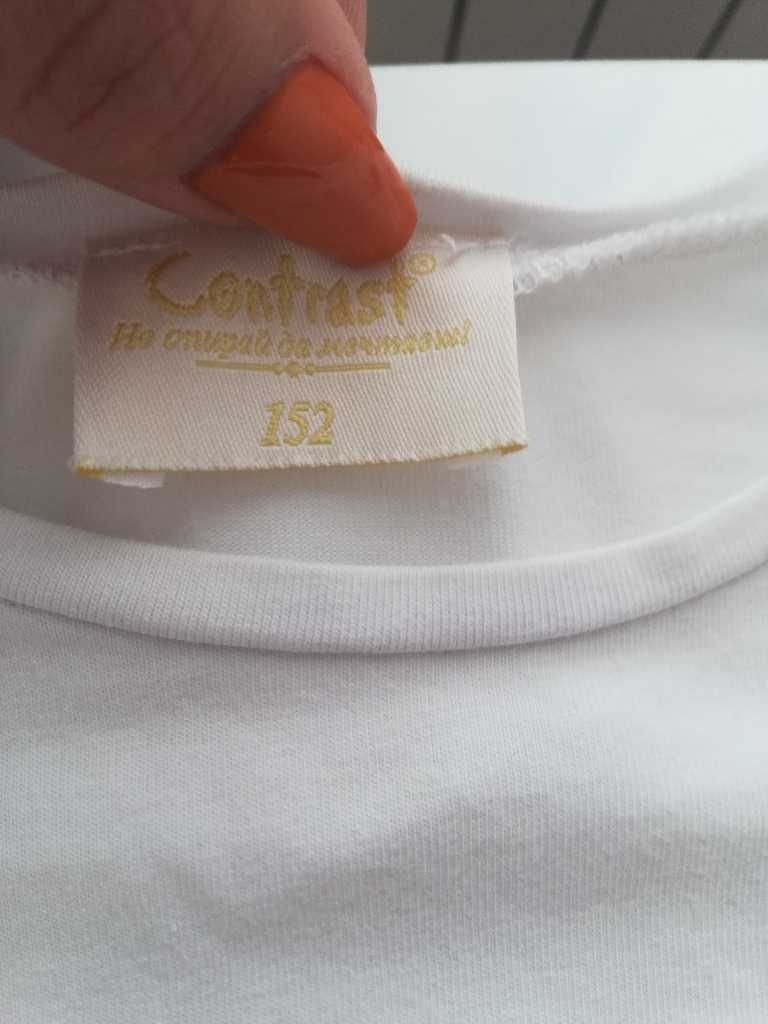 Contrast®
Не спирай да мечтаеш!
152